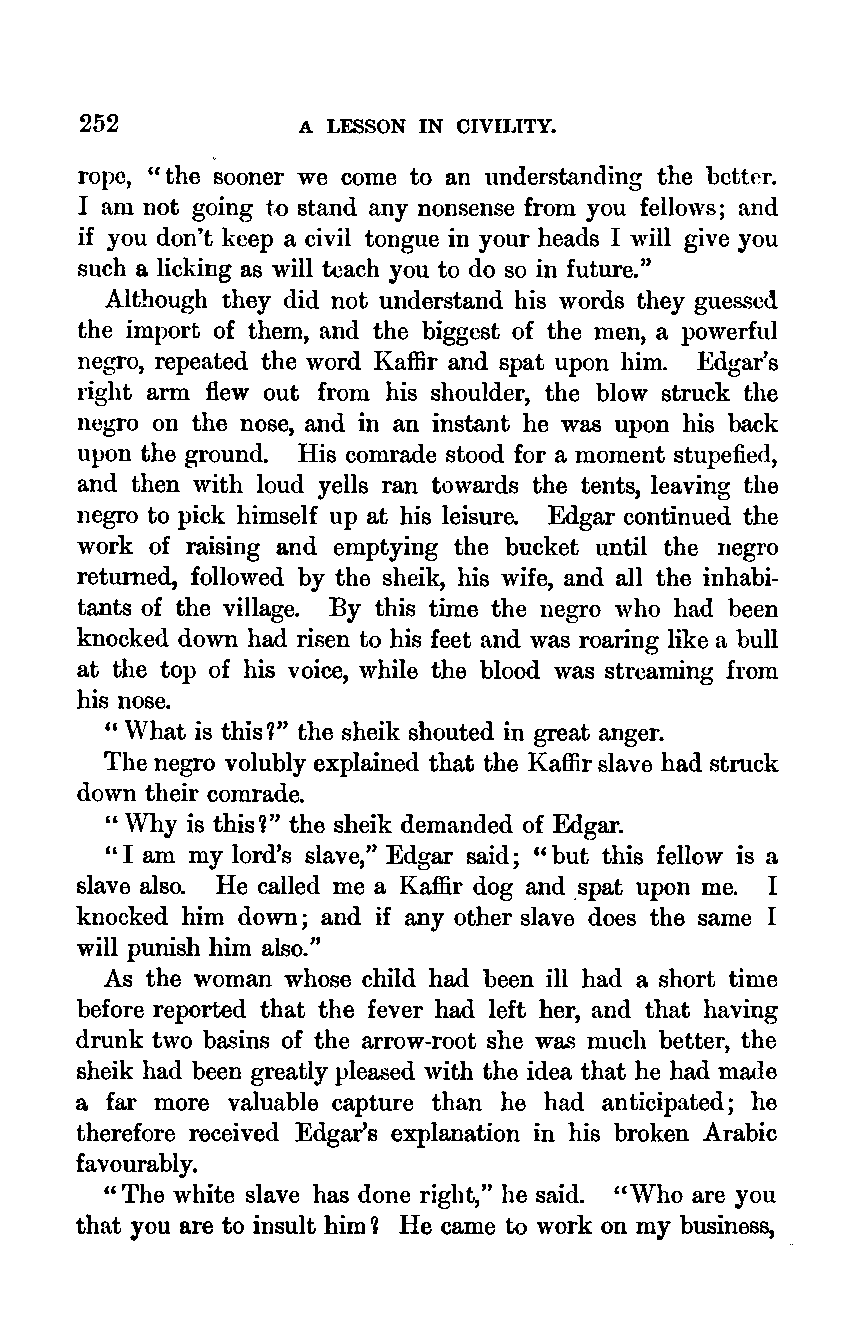 252 A LESSON IN CIVILITY.
rope, "the sooner we come to an understanding the better.
I am not going to stand any nonsense from you fellows; and
if you don't keep a civil tongue in your heads I will give you
such a licking as will teach you to do so in future."
Although they did not understand his words they guessed
the import of them, and the biggest of the men, a powerful
negro, repeated the word Kaffir and spat upon him. Edgar's
right arm flew out from his shoulder, the blow struck the
negro on the nose, and in an instant he was upon his back
upon the ground. His comrade stood for a moment stupefied,
and then with loud yells ran towards the tents, leaving the
negro to pick himself up at his leisure. Edgar continued the
work of raising and emptying the bucket until the negro
returned, followed by the sheik, his wife, and all the inhabi-
tants of the village. By this time the negro who had been
knocked down had risen to his feet and was roaring like a bull
at the top of his voice, while the blood was streaming from
his nose.
"What is this?" the sheik shouted in great anger.
The negro volubly explained that the Kaffir slave had struck
down their comrade.
"Why is this?" the sheik demanded of Edgar.
"I am my lord's slave," Edgar said; "but this fellow is a
slave also. He called me a Kaffir dog and spat upon me. I
knocked him down; and if any other slave does the same I
will punish him also."
As the woman whose child had been ill had a short time
before reported that the fever had left her, and that having
drunk two basins of the arrow-root she was much better, the
sheik had been greatly pleased with the idea that he had made
a far more valuable capture than he had anticipated; he
therefore received Edgar's explanation in his broken Arabic
favourably.
"The white slave has done right," he said. "Who are you
that you are to insult him? He came to work on my business,